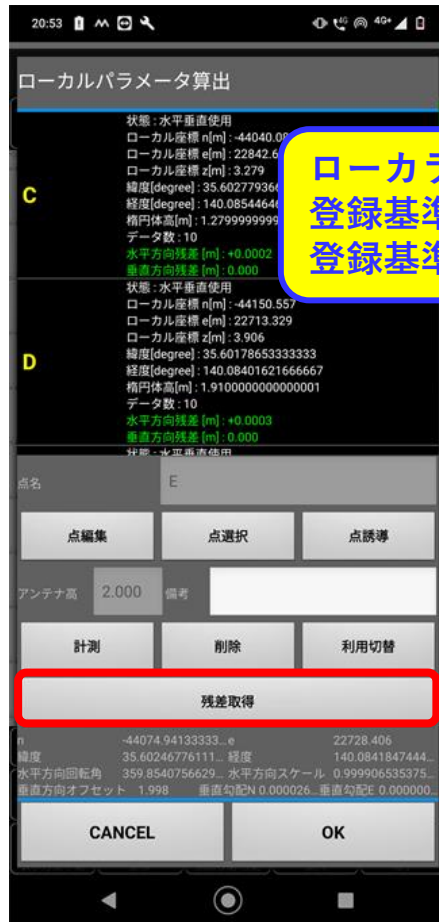 20:53
4G
4G+
ローカルパラメータ算出
C
状態 : 水平垂直使用
ローカル座標 n[m] : -44040.08
ローカル座標 e[m] : 22842.6
ローカル座標 z[m] : 3.279
緯度[degree] : 35.60277936
経度[degree] : 140.08544646
楕円体高[m] : 1.2799999999
データ数 : 10
水平方向残差 [m] : +0.0002
垂直方向残差 [m] : 0.000
ローカラ
登録基準
登録基準
D
状態 : 水平垂直使用
ローカル座標 n[m] : -44150.557
ローカル座標 e[m] : 22713.329
ローカル座標 z[m] : 3.906
緯度[degree] : 35.60178653333333
経度[degree] : 140.08401621666667
楕円体高[m] : 1.9100000000000001
データ数 : 10
水平方向残差 [m] : +0.0003
垂直方向残差 [m] : 0.000
状態 : 水平垂直使用
点名 E
点編集 点選択 点誘導
アンテナ高 2.000 備考
計測 削除 利用切替
残差取得
n -44074.94133333... e 22728.406
緯度 35.60246776111... 経度 140.0841847444...
水平方向回転角 359.8540756629... 水平方向スケール 0.999906535375...
垂直方向オフセット 1.998 垂直勾配N 0.000026... 垂直勾配E 0.000000...
CANCEL OK